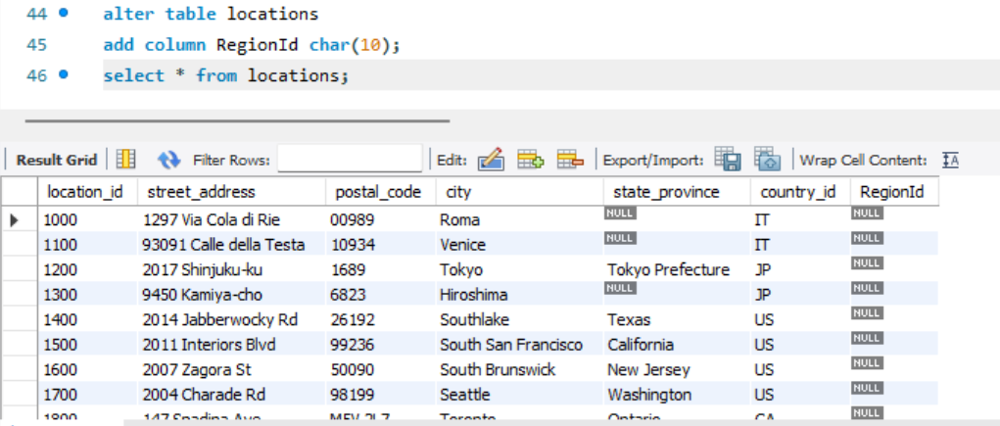 44 alter table locations
45 add column RegionId char(10);
46 select * from locations;
Result Grid Filter Rows: Edit: Export/Import: Wrap Cell Content: IA
location_id street_address postal_code city state_province country_id RegionId
1000 1297 Via Cola di Rie 00989 Roma NULL IT NULL
1100 93091 Calle della Testa 10934 Venice NULL IT NULL
1200 2017 Shinjuku-ku 1689 Tokyo Tokyo Prefecture JP NULL
1300 9450 Kamiya-cho 6823 Hiroshima NULL JP NULL
1400 2014 Jabberwocky Rd 26192 Southlake Texas US NULL
1500 2011 Interiors Blvd 99236 South San Francisco California US NULL
1600 2007 Zagora St 50090 South Brunswick New Jersey US NULL
1700 2004 Charade Rd 98199 Seattle Washington US NULL
1800 147 Spadina Ave M5V 2L7 Toronto Ontario CA NULL